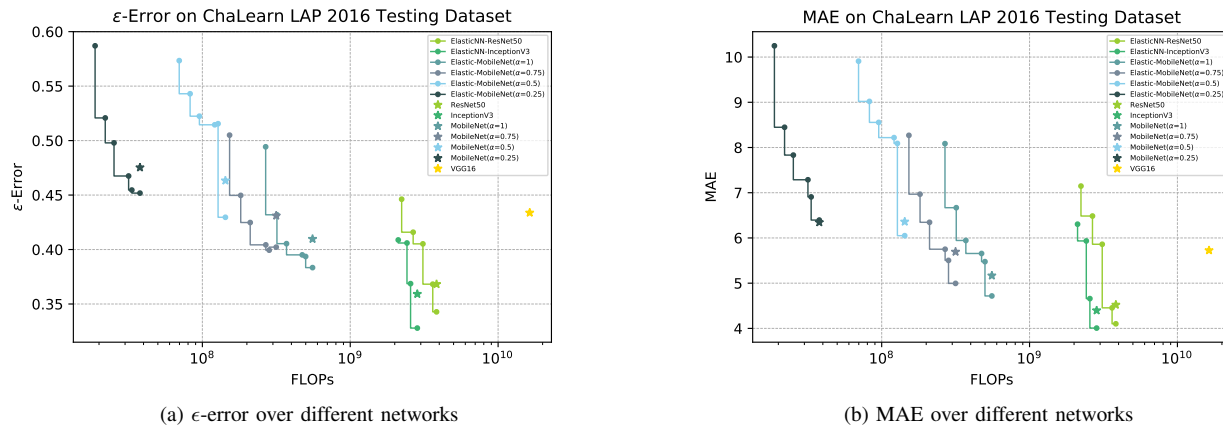 ε-Error on ChaLearn LAP 2016 Testing Dataset
0.60
0.55
0.50
0.45
0.40
0.35
ε-Error
10^8
10^9
10^10
FLOPs
ElasticNN-ResNet50
ElasticNN-InceptionV3
Elastic-MobileNet(α=1)
Elastic-MobileNet(α=0.75)
Elastic-MobileNet(α=0.5)
Elastic-MobileNet(α=0.25)
ResNet50
InceptionV3
MobileNet(α=1)
MobileNet(α=0.75)
MobileNet(α=0.5)
MobileNet(α=0.25)
VGG16
(a) ϵ-error over different networks
MAE on ChaLearn LAP 2016 Testing Dataset
10
9
8
7
6
5
4
MAE
10^8
10^9
10^10
FLOPs
ElasticNN-ResNet50
ElasticNN-InceptionV3
Elastic-MobileNet(α=1)
Elastic-MobileNet(α=0.75)
Elastic-MobileNet(α=0.5)
Elastic-MobileNet(α=0.25)
ResNet50
InceptionV3
MobileNet(α=1)
MobileNet(α=0.75)
MobileNet(α=0.5)
MobileNet(α=0.25)
VGG16
(b) MAE over different networks